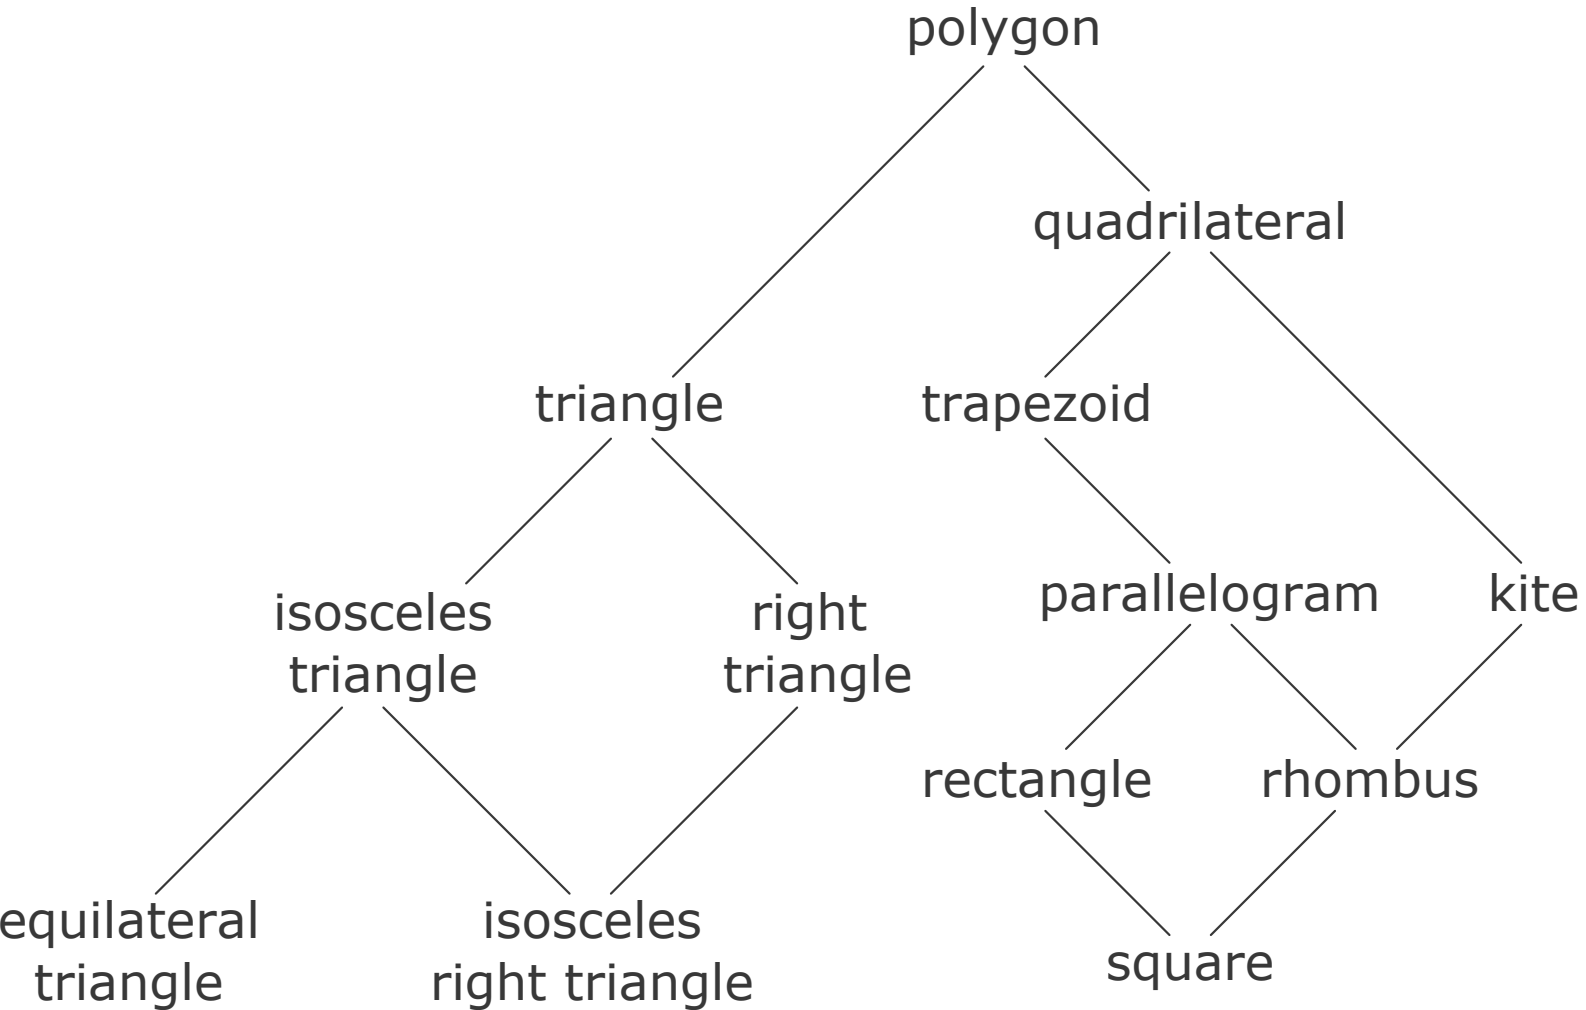 polygon
quadrilateral
triangle
trapezoid
isosceles
triangle
right
triangle
parallelogram
kite
rectangle
rhombus
equilateral
triangle
isosceles
right triangle
square